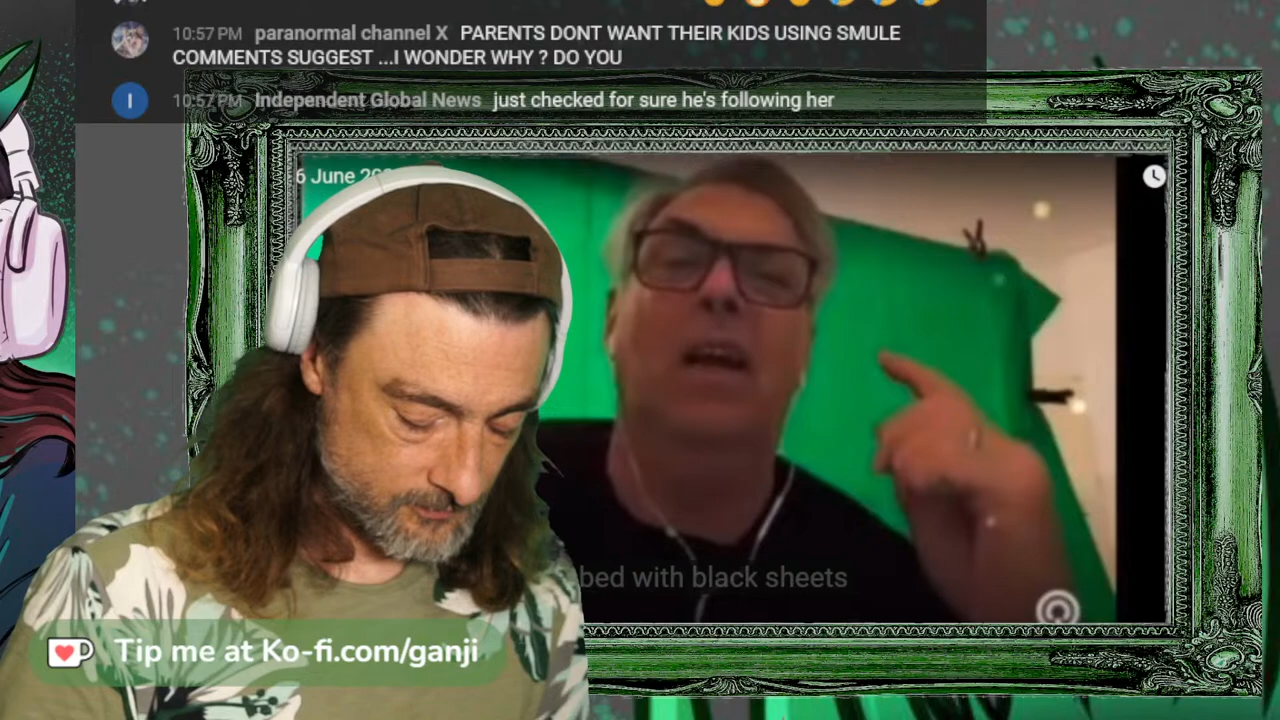 10:57 PM paranormal channel X PARENTS DONT WANT THEIR KIDS USING SMULE
COMMENTS SUGGEST ...I WONDER WHY ? DO YOU
10:57 PM Independent Global News just checked for sure he's following her
I
6 June
bed with black sheets
Tip me at Ko-fi.com/ganji